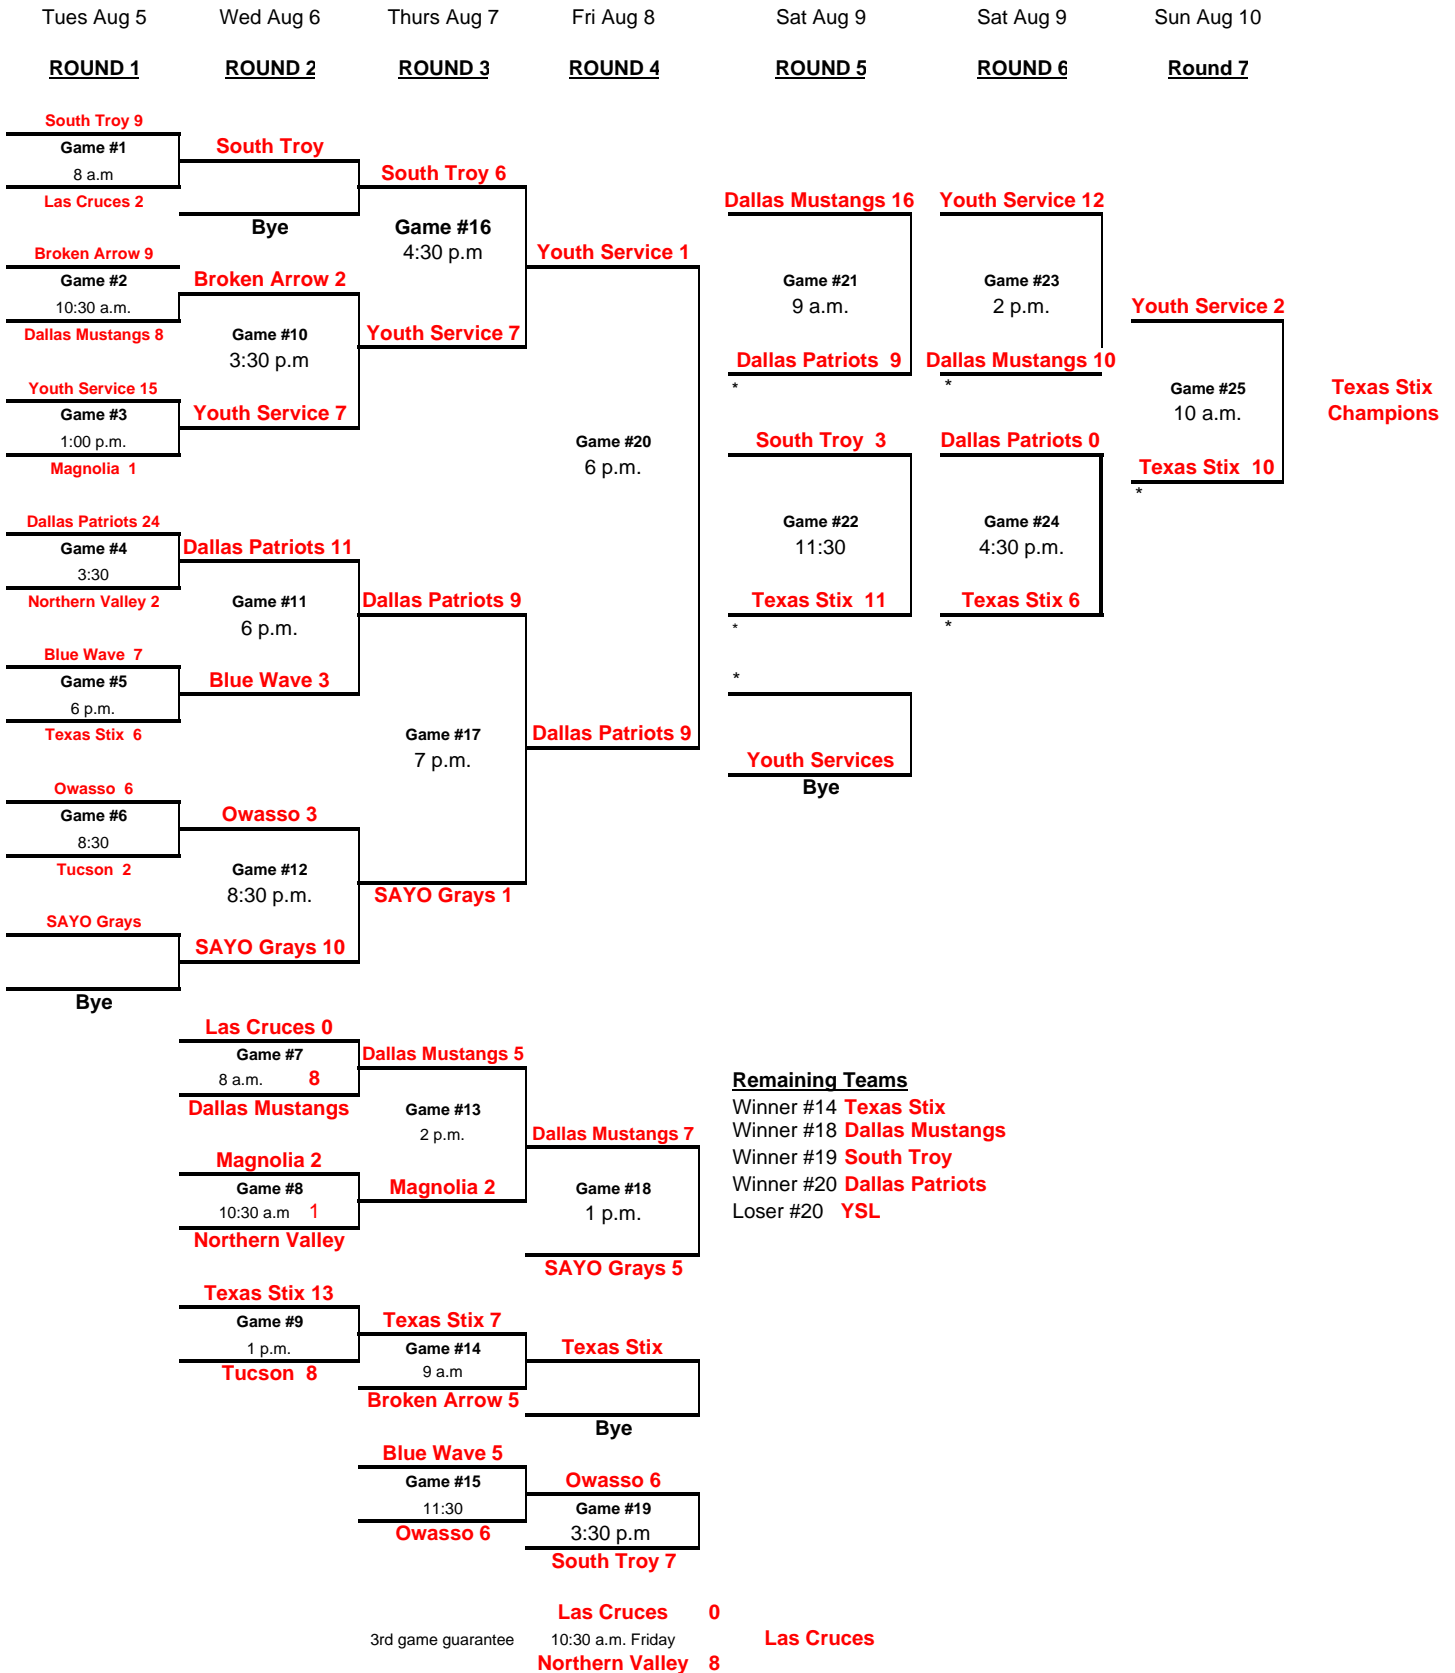 Tues Aug 5 Wed Aug 6 Thurs Aug 7 Fri Aug 8 Sat Aug 9 Sat Aug 9 Sun Aug 10
ROUND 1 ROUND 2 ROUND 3 ROUND 4 ROUND 5 ROUND 6 Round 7
South Troy 9
Game #1 South Troy
8 a.m South Troy 6
Las Cruces 2 Dallas Mustangs 16 Youth Service 12
Bye Game #16
Broken Arrow 9 4:30 p.m Youth Service 1
Game #2 Broken Arrow 2 Game #21 Game #23
10:30 a.m. 9 a.m. 2 p.m. Youth Service 2
Dallas Mustangs 8 Game #10 Youth Service 7
3:30 p.m Dallas Patriots 9 Dallas Mustangs 10
Youth Service 15 * * Game #25 Texas Stix
Game #3 Youth Service 7 10 a.m. Champions
1:00 p.m. Game #20 South Troy 3 Dallas Patriots 0
Magnolia 1 6 p.m. Texas Stix 10
*
Dallas Patriots 24 Game #22 Game #24
Game #4 Dallas Patriots 11 11:30 4:30 p.m.
3:30
Northern Valley 2 Game #11 Dallas Patriots 9 Texas Stix 11 Texas Stix 6
6 p.m. * *
Blue Wave 7
Game #5 Blue Wave 3 *
6 p.m.
Texas Stix 6 Game #17 Dallas Patriots 9
7 p.m. Youth Services
Owasso 6 Bye
Game #6 Owasso 3
8:30
Tucson 2 Game #12
8:30 p.m. SAYO Grays 1
SAYO Grays
SAYO Grays 10
Bye
Las Cruces 0
Game #7 Dallas Mustangs 5
8 a.m. 8 Remaining Teams
Dallas Mustangs Game #13 Winner #14 Texas Stix
2 p.m. Dallas Mustangs 7 Winner #18 Dallas Mustangs
Magnolia 2 Winner #19 South Troy
Game #8 Magnolia 2 Game #18 Winner #20 Dallas Patriots
10:30 a.m 1 1 p.m. Loser #20 YSL
Northern Valley
SAYO Grays 5
Texas Stix 13
Game #9 Texas Stix 7
1 p.m. Game #14 Texas Stix
Tucson 8 9 a.m
Broken Arrow 5
Bye
Blue Wave 5
Game #15 Owasso 6
11:30 Game #19
Owasso 6 3:30 p.m
South Troy 7
Las Cruces 0
3rd game guarantee 10:30 a.m. Friday Las Cruces
Northern Valley 8